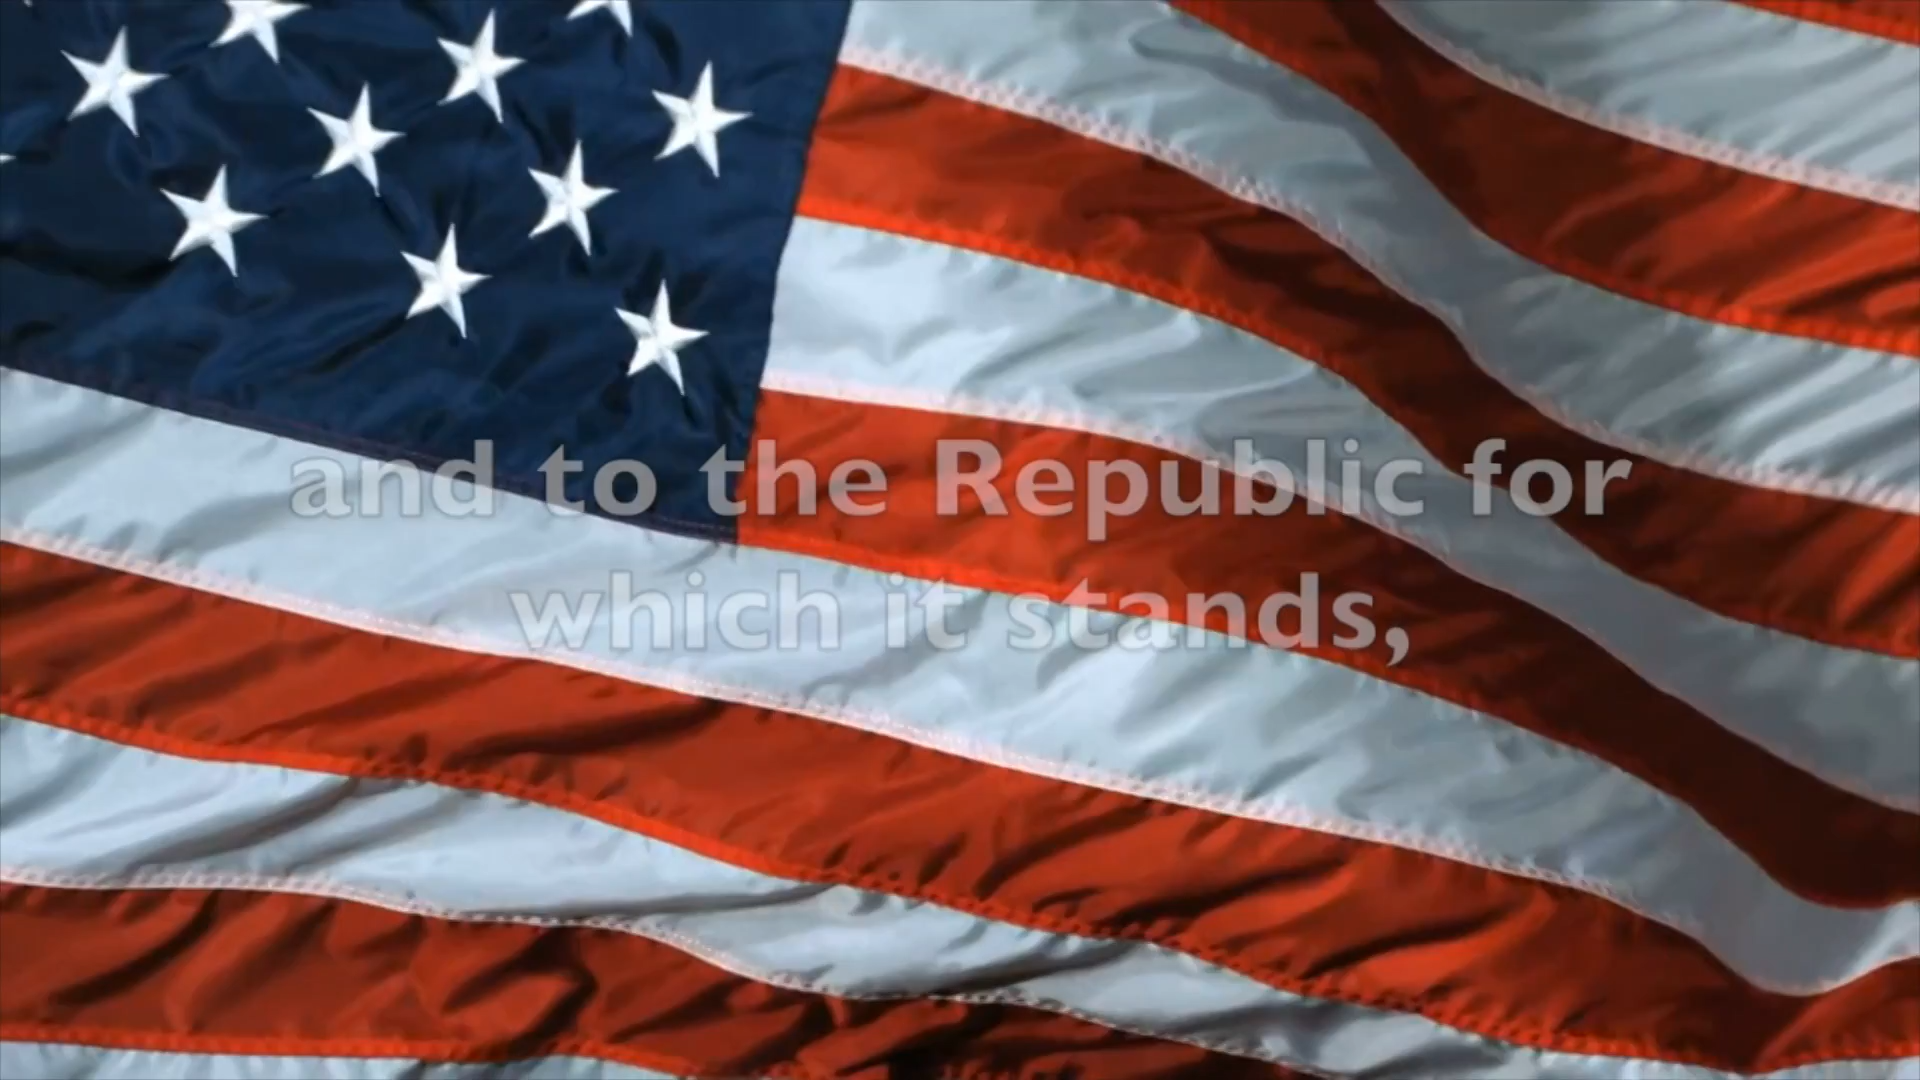 and to the Republic for
which it stands,